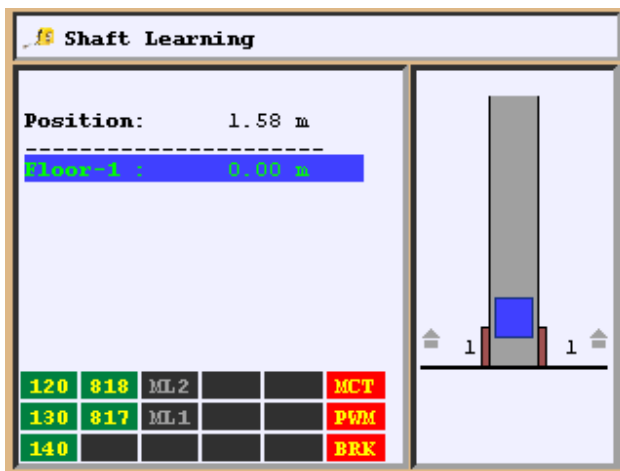 Shaft Learning
Position: 1.58 m
----------------------
Floor-1 : 0.00 m
1 1
120 818 ML2 MCT
130 817 ML1 PWM
140 BRK